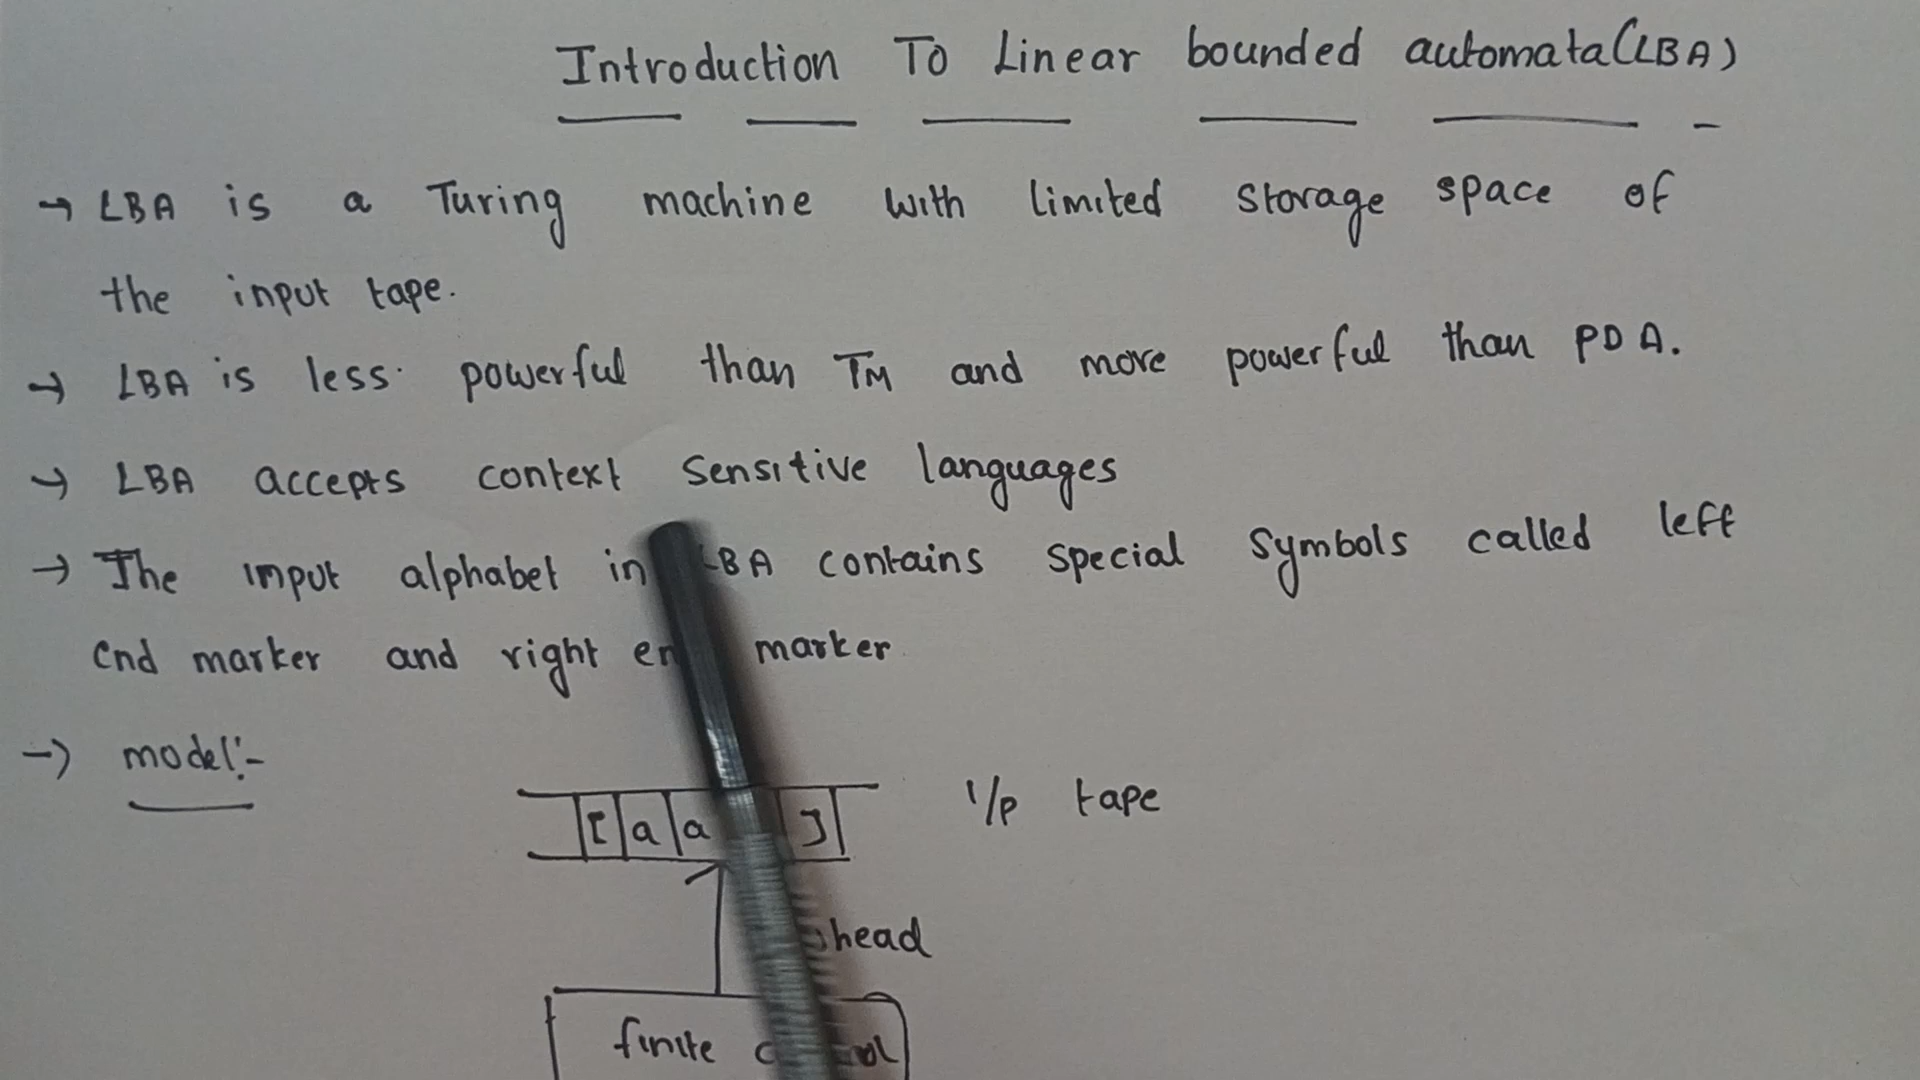 Introduction To Linear bounded automata (LBA)
→ LBA is a Turing machine with limited storage space of
the input tape.
→ LBA is less powerful than TM and more powerful than PDA.
→ LBA accepts context sensitive languages
→ The input alphabet in LBA contains special symbols called left
end marker and right marker
→ model:-
[ a a ] i/p tape
head
finite